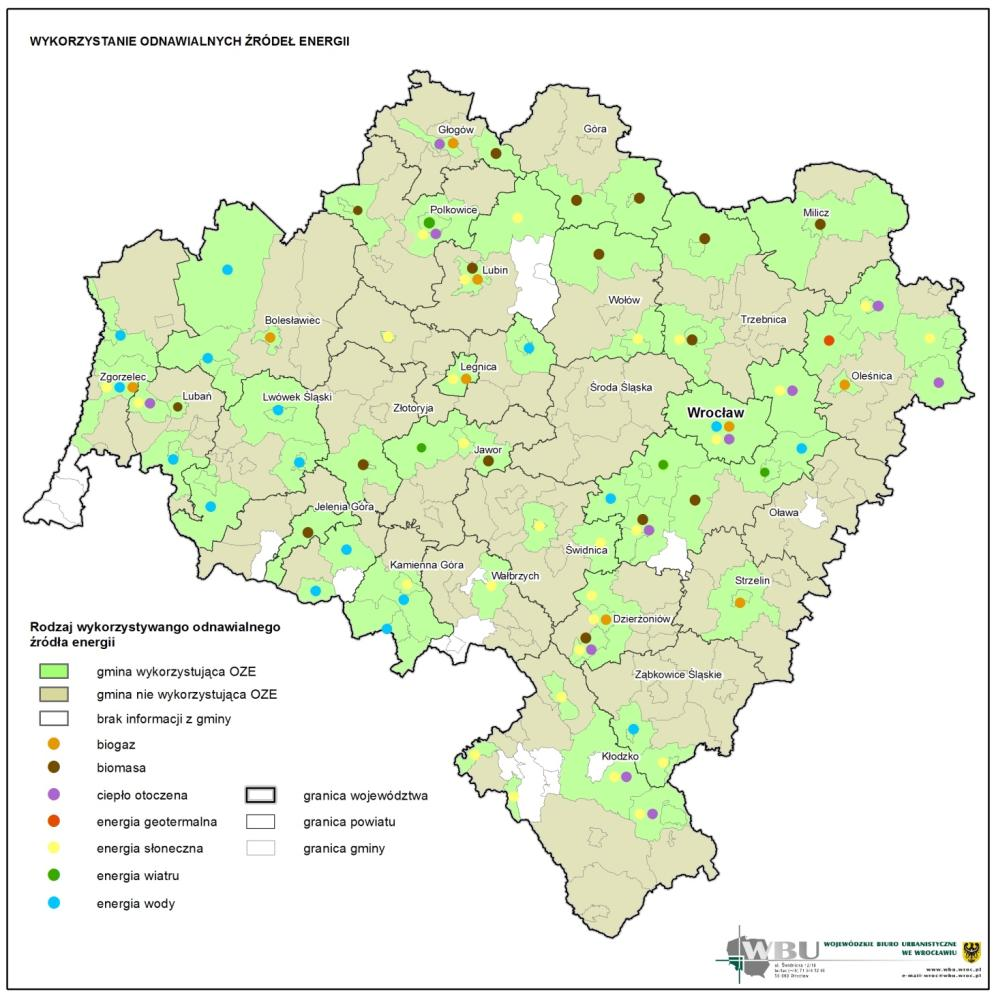 WYKORZYSTANIE ODNAWIALNYCH ŹRÓDEŁ ENERGII
Głogów
Góra
Polkowice
Milicz
Lubin
Wołów
Trzebnica
Bolesławiec
Legnica
Zgorzelec
Oleśnica
Środa Śląska
Lubań
Lwówek Śląski
Złotoryja
Wrocław
Jawor
Jelenia Góra
Oława
Świdnica
Kamienna Góra
Wałbrzych
Strzelin
Dzierżoniów
Ząbkowice Śląskie
Kłodzko
Rodzaj wykorzystywango odnawialnego
źródła energii
gmina wykorzystująca OZE
gmina nie wykorzystująca OZE
brak informacji z gminy
biogaz
biomasa
ciepło otoczena
energia geotermalna
energia słoneczna
energia wiatru
energia wody
granica województwa
granica powiatu
granica gminy
WBU
WOJEWÓDZKIE BIURO URBANISTYCZNE
WE WROCŁAWIU
www.wbu.wroc.pl